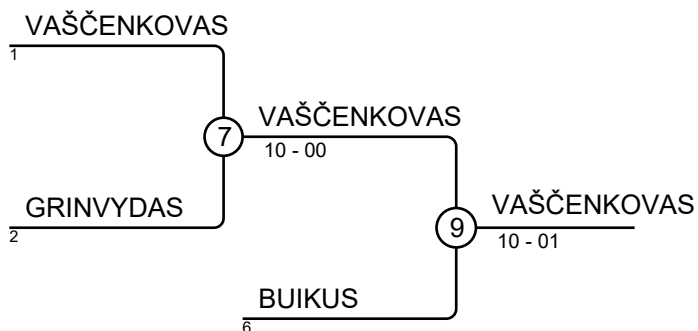 VAŠČENKOVAS
1
7
VAŠČENKOVAS
10 - 00
GRINVYDAS
2
9
VAŠČENKOVAS
10 - 01
BUIKUS
6